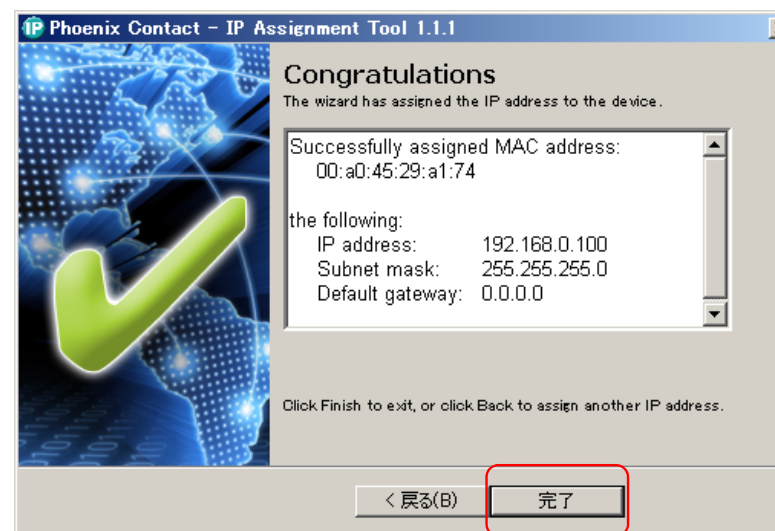 IP Phoenix Contact - IP Assignment Tool 1.1.1
Congratulations
The wizard has assigned the IP address to the device.
Successfully assigned MAC address:
00:a0:45:29:a1:74
the following:
IP address: 192.168.0.100
Subnet mask: 255.255.255.0
Default gateway: 0.0.0.0
Click Finish to exit, or click Back to assign another IP address.
< 戻る(B)
完了